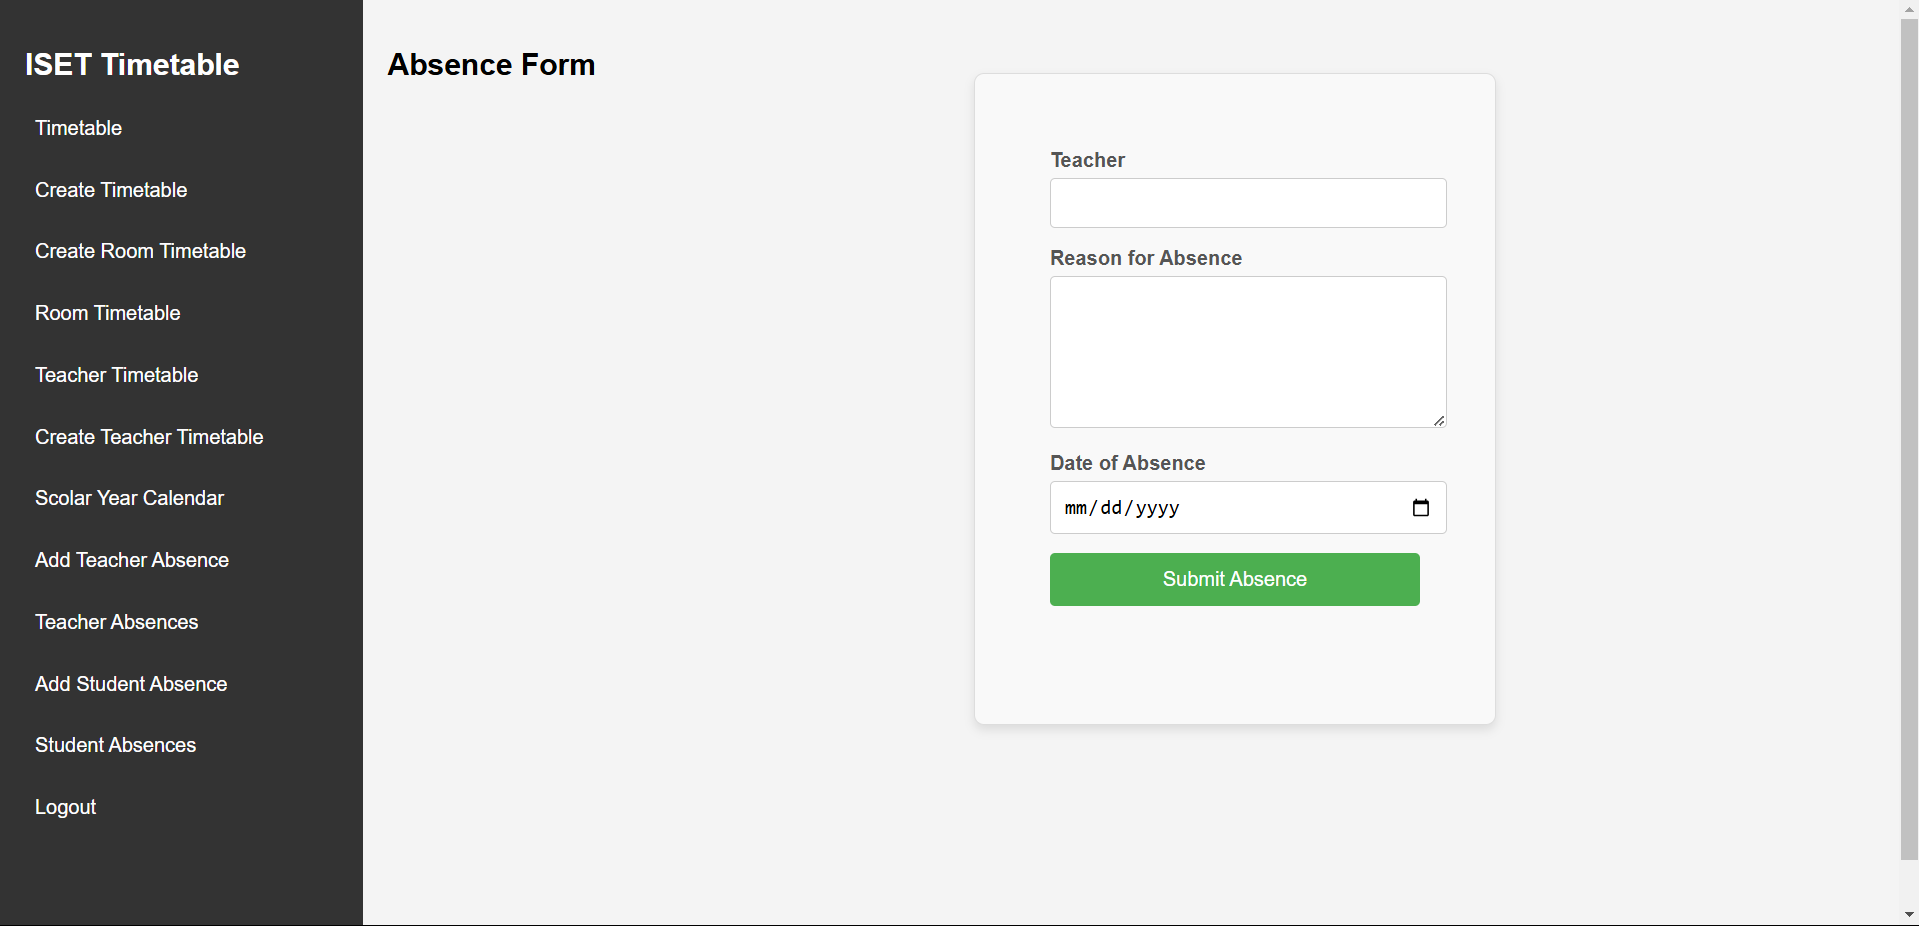 ISET Timetable
Timetable
Create Timetable
Create Room Timetable
Room Timetable
Teacher Timetable
Create Teacher Timetable
Scolar Year Calendar
Add Teacher Absence
Teacher Absences
Add Student Absence
Student Absences
Logout
Absence Form
Teacher
Reason for Absence
Date of Absence
mm/dd/yyyy
Submit Absence